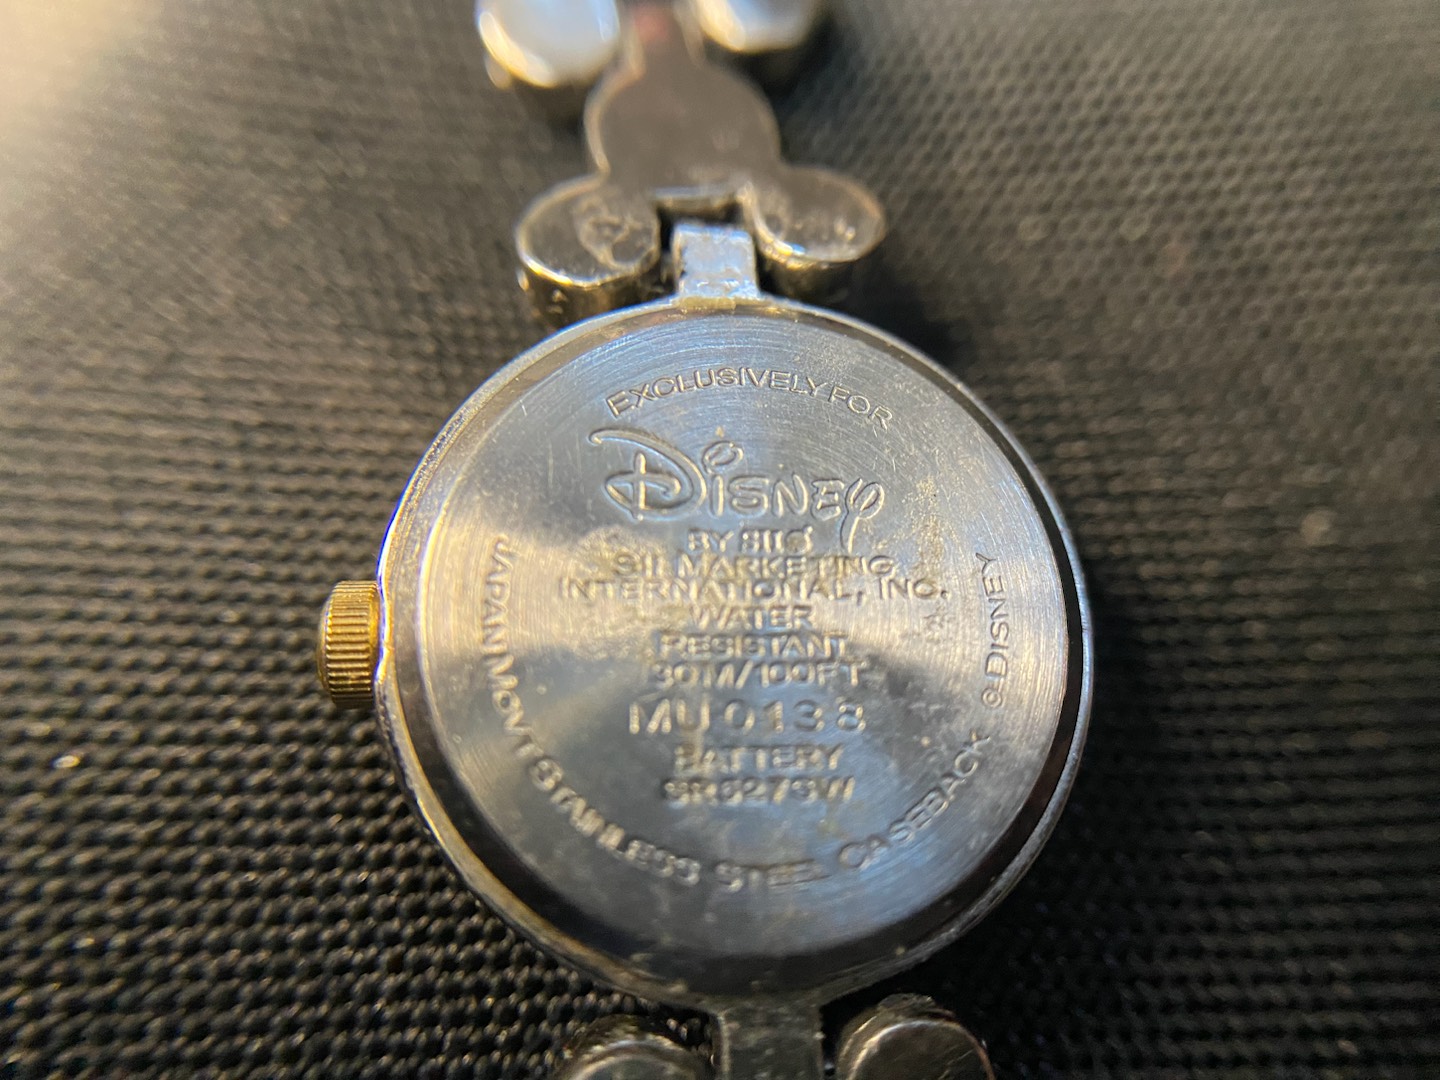 EXCLUSIVELY FOR
Disney
BY SII®
SII MARKETING
INTERNATIONAL, INC.
WATER
RESISTANT
30M/100FT
MU0138
BATTERY
SR527SW
JAPAN MOVT STAINLESS STEEL CASEBACK
© DISNEY